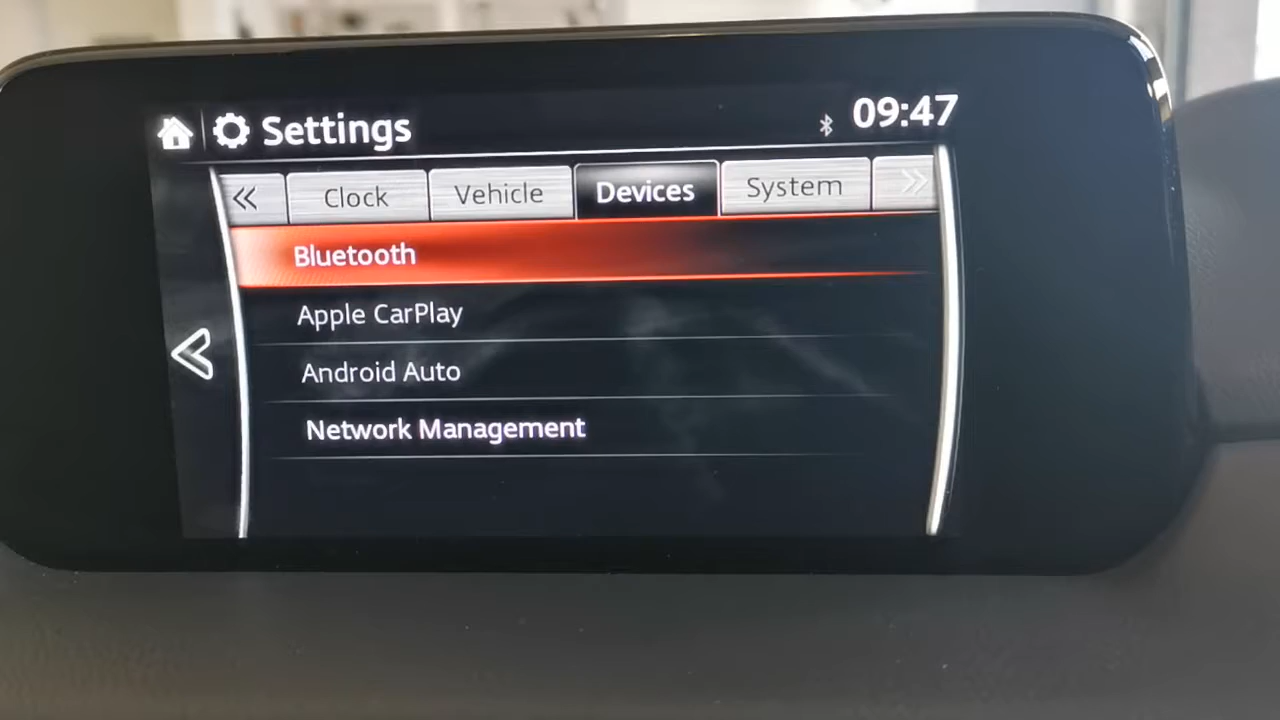 Settings 09:47
Clock Vehicle Devices System
Bluetooth
Apple CarPlay
Android Auto
Network Management